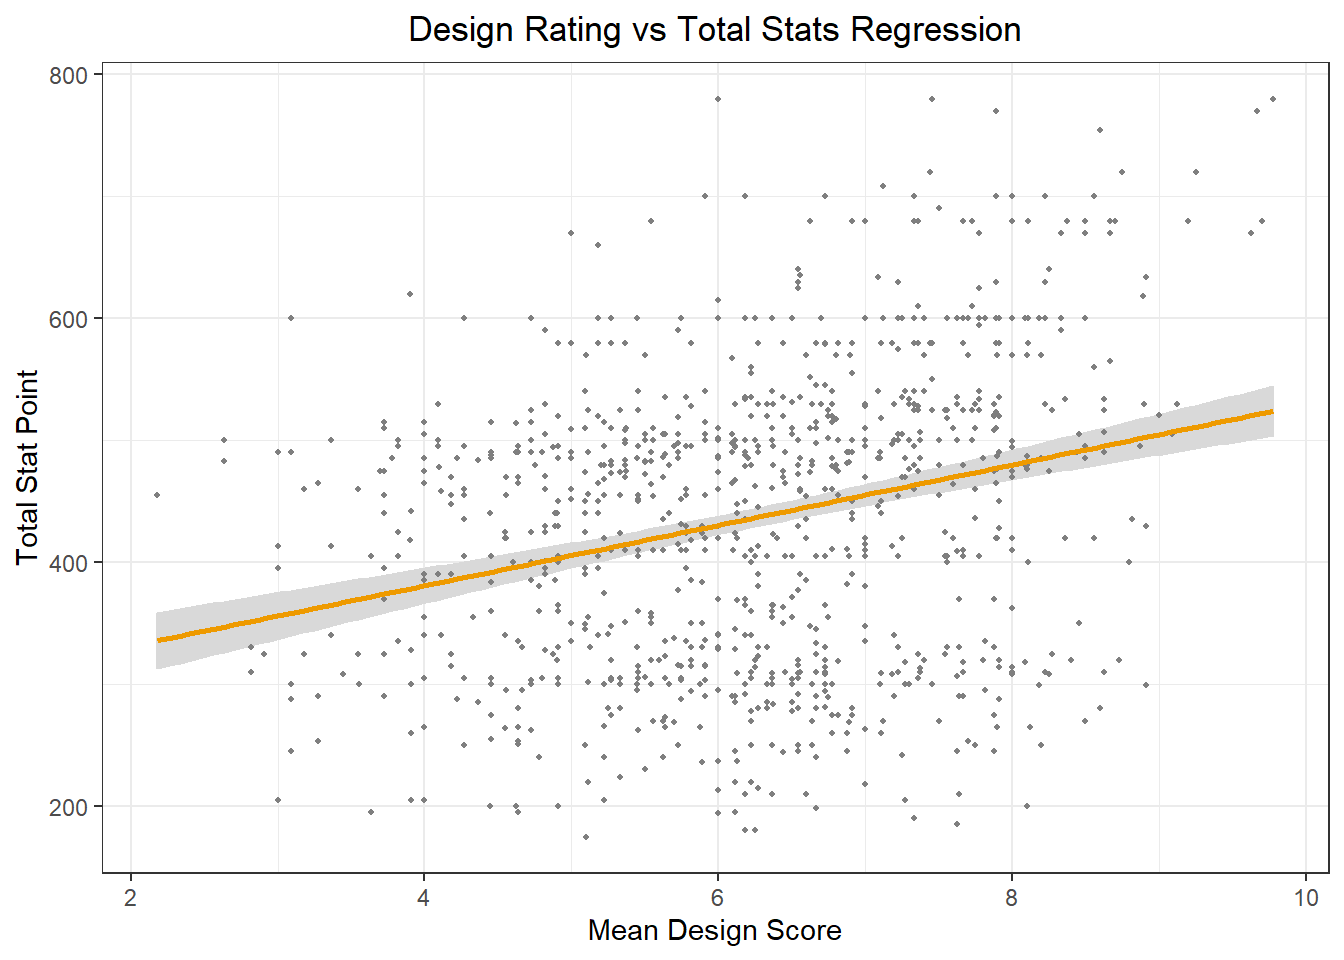 Design Rating vs Total Stats Regression
800
600
400
200
Total Stat Point
2 4 6 8 10
Mean Design Score